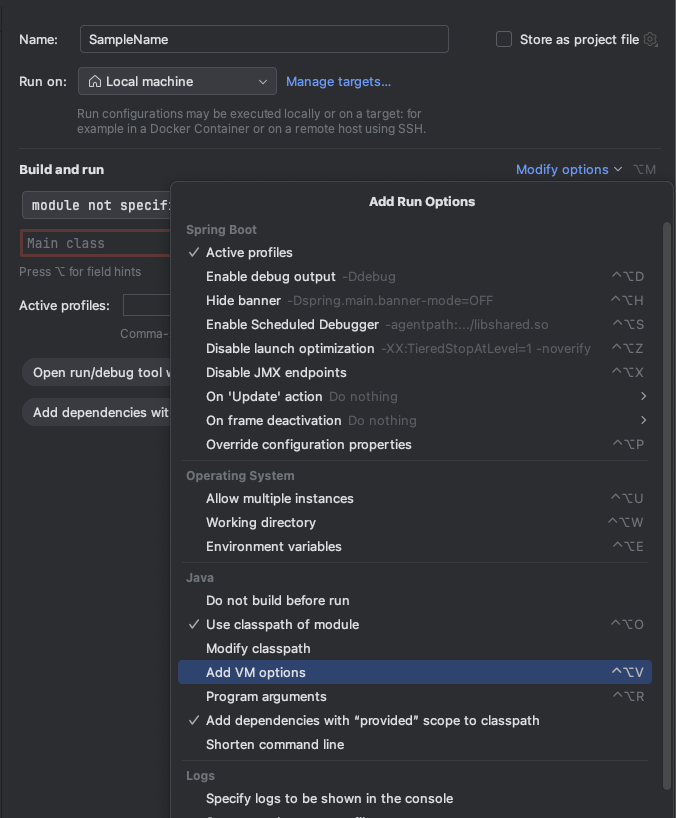 Name: SampleName Store as project file
Run on: Local machine Manage targets...
Run configurations may be executed locally or on a target: for
example in a Docker Container or on a remote host using SSH.
Build and run Modify options ⌥M
module not specifi
Main class
Press ⌥ for field hints
Active profiles:
Comma-
Open run/debug tool
Add dependencies wit
Add Run Options
Spring Boot
✓ Active profiles
Enable debug output -Ddebug ^⌥D
Hide banner -Dspring.main.banner-mode=OFF ^⌥H
Enable Scheduled Debugger -agentpath:.../libshared.so ^⌥S
Disable launch optimization -XX:TieredStopAtLevel=1 -noverify ^⌥Z
Disable JMX endpoints ^⌥X
On 'Update' action Do nothing >
On frame deactivation Do nothing >
Override configuration properties ^⌥P
Operating System
Allow multiple instances ^⌥U
Working directory ^⌥W
Environment variables ^⌥E
Java
Do not build before run
✓ Use classpath of module ^⌥O
Modify classpath
Add VM options ^⌥V
Program arguments ^⌥R
✓ Add dependencies with “provided” scope to classpath
Shorten command line
Logs
Specify logs to be shown in the console